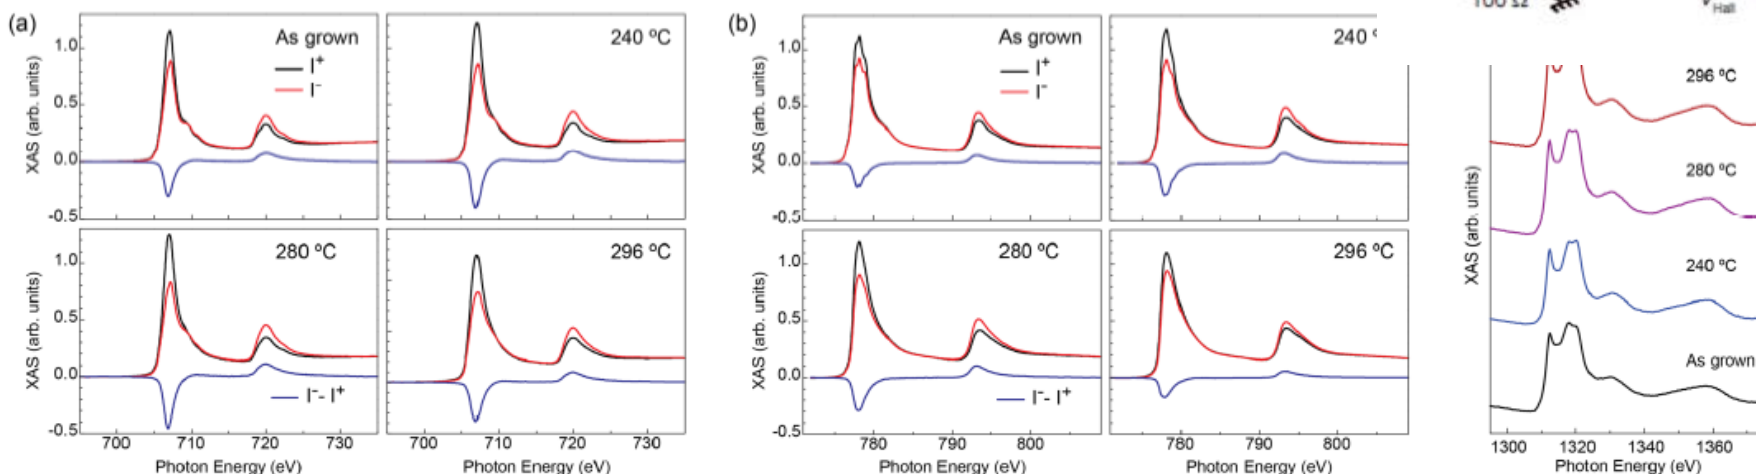 (a)
As grown
I⁺
I⁻
240 ºC
XAS (arb. units)
1.0
0.5
0.0
-0.5
280 ºC
I⁻- I⁺
296 ºC
XAS (arb. units)
1.0
0.5
0.0
-0.5
700 710 720 730
700 710 720 730
Photon Energy (eV)
Photon Energy (eV)
(b)
As grown
I⁺
I⁻
240
XAS (arb. units)
1.0
0.5
0.0
-0.5
280 ºC
I⁻- I⁺
296 ºC
XAS (arb. units)
1.0
0.5
0.0
-0.5
780 790 800
780 790 800
Photon Energy (eV)
Photon Energy (eV)
100 Ω
V Hall
296 ºC
280 ºC
240 ºC
As grown
XAS (arb. units)
1300 1320 1340 1360
Photon Energy (eV)